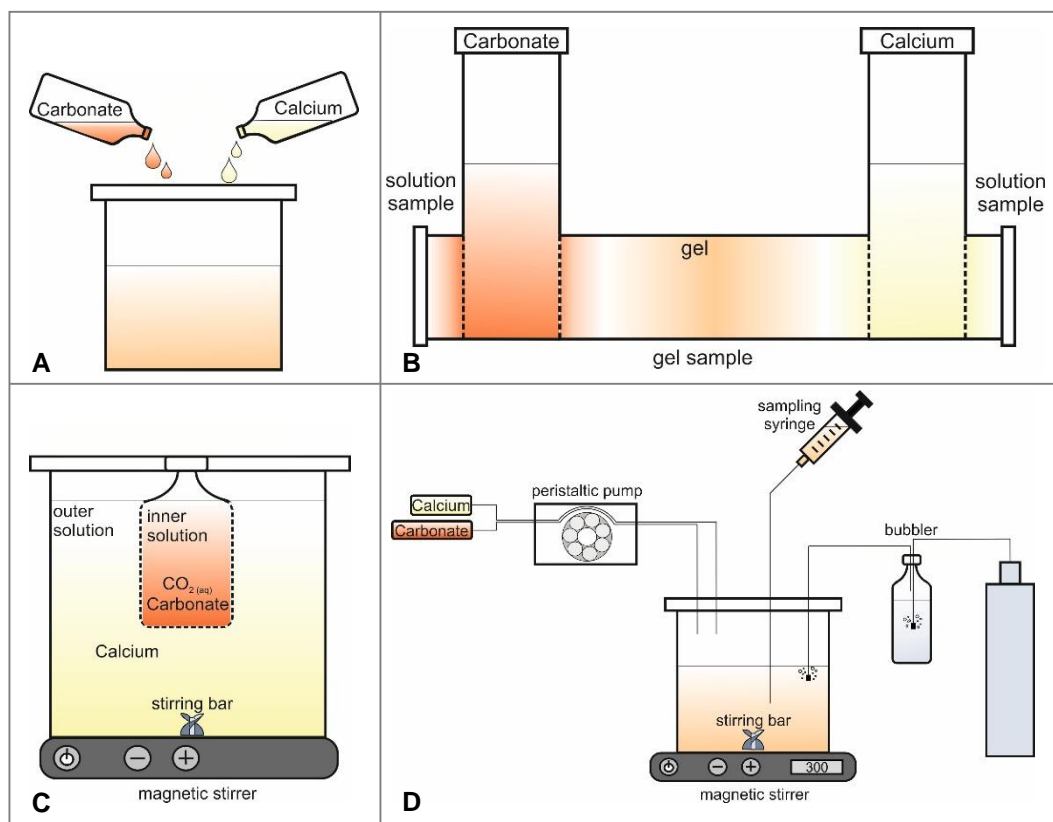 Carbonate
Calcium
A
Carbonate
Calcium
solution
sample
solution
sample
gel
gel sample
B
outer
solution
inner
solution
CO2 (aq)
Carbonate
Calcium
stirring bar
magnetic stirrer
C
sampling
syringe
Calcium
Carbonate
peristaltic pump
bubbler
stirring bar
300
magnetic stirrer
D